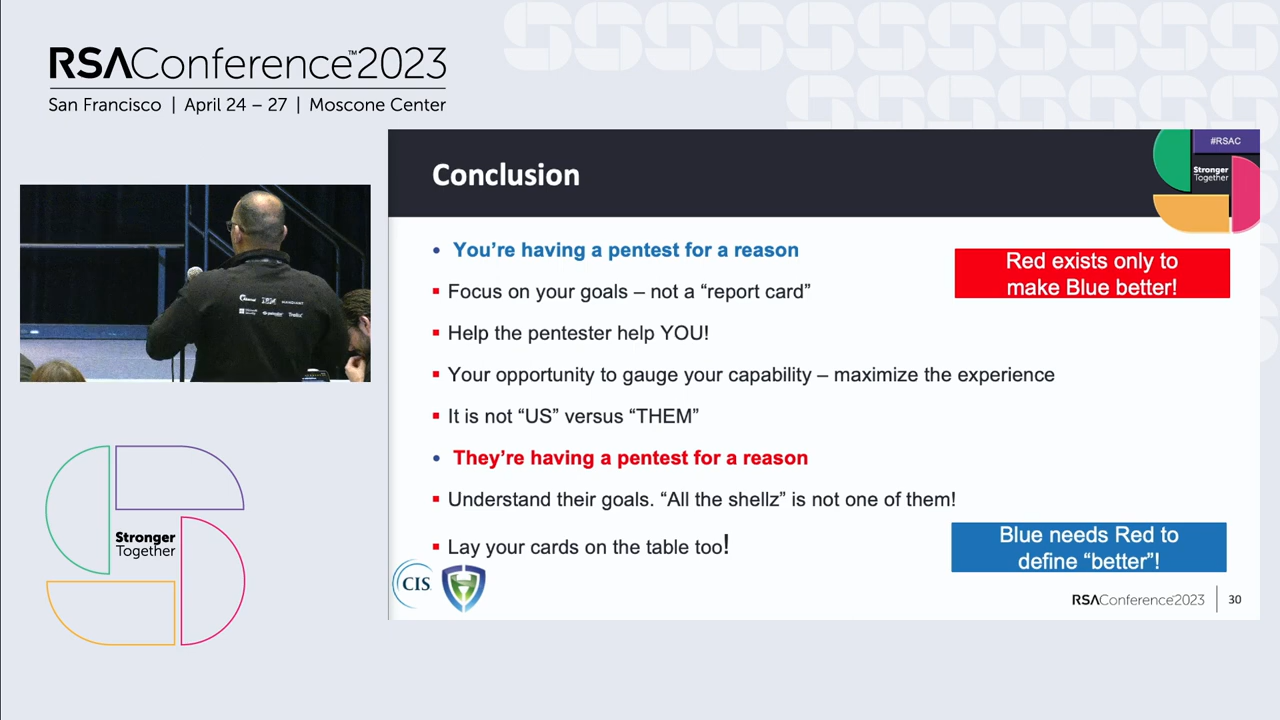 RSAConference™2023
San Francisco | April 24 – 27 | Moscone Center
#RSAC
Stronger
Together
Conclusion
• You’re having a pentest for a reason
Red exists only to
make Blue better!
▪ Focus on your goals – not a “report card”
▪ Help the pentester help YOU!
▪ Your opportunity to gauge your capability – maximize the experience
▪ It is not “US” versus “THEM”
• They’re having a pentest for a reason
▪ Understand their goals. “All the shellz” is not one of them!
▪ Lay your cards on the table too!
Blue needs Red to
define “better”!
CIS
RSAConference2023 | 30
IBM
MANDIANT
Stronger
Together